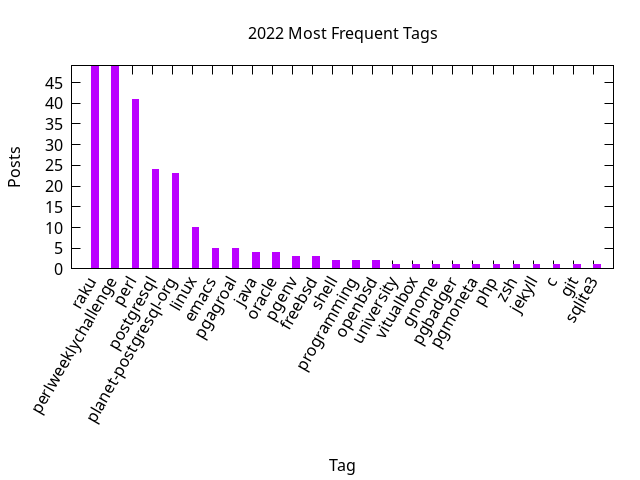 2022 Most Frequent Tags
Posts
45
40
35
30
25
20
15
10
5
0
raku
perlweeklychallenge
perl
postgresql
planet-postgresql-org
linux
emacs
pgagroal
java
oracle
pgenv
freebsd
shell
programming
openbsd
university
vitualbox
gnome
pgbadger
pgmoneta
php
zsh
jekyll
c
git
sqlite3
Tag